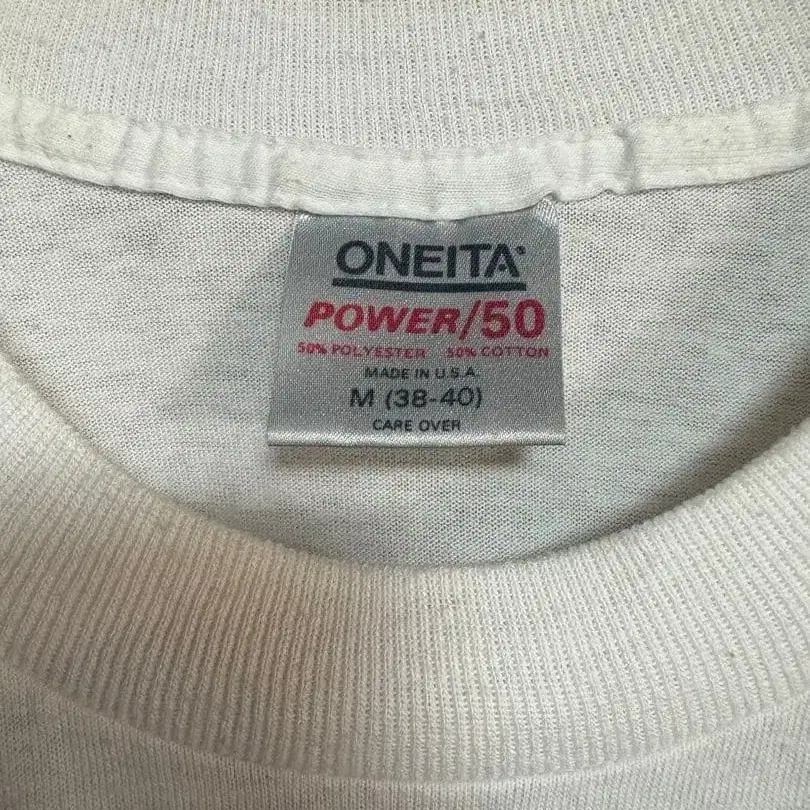 ONEITA®
POWER/50
50% POLYESTER 50% COTTON
MADE IN U.S.A.
M (38-40)
CARE OVER